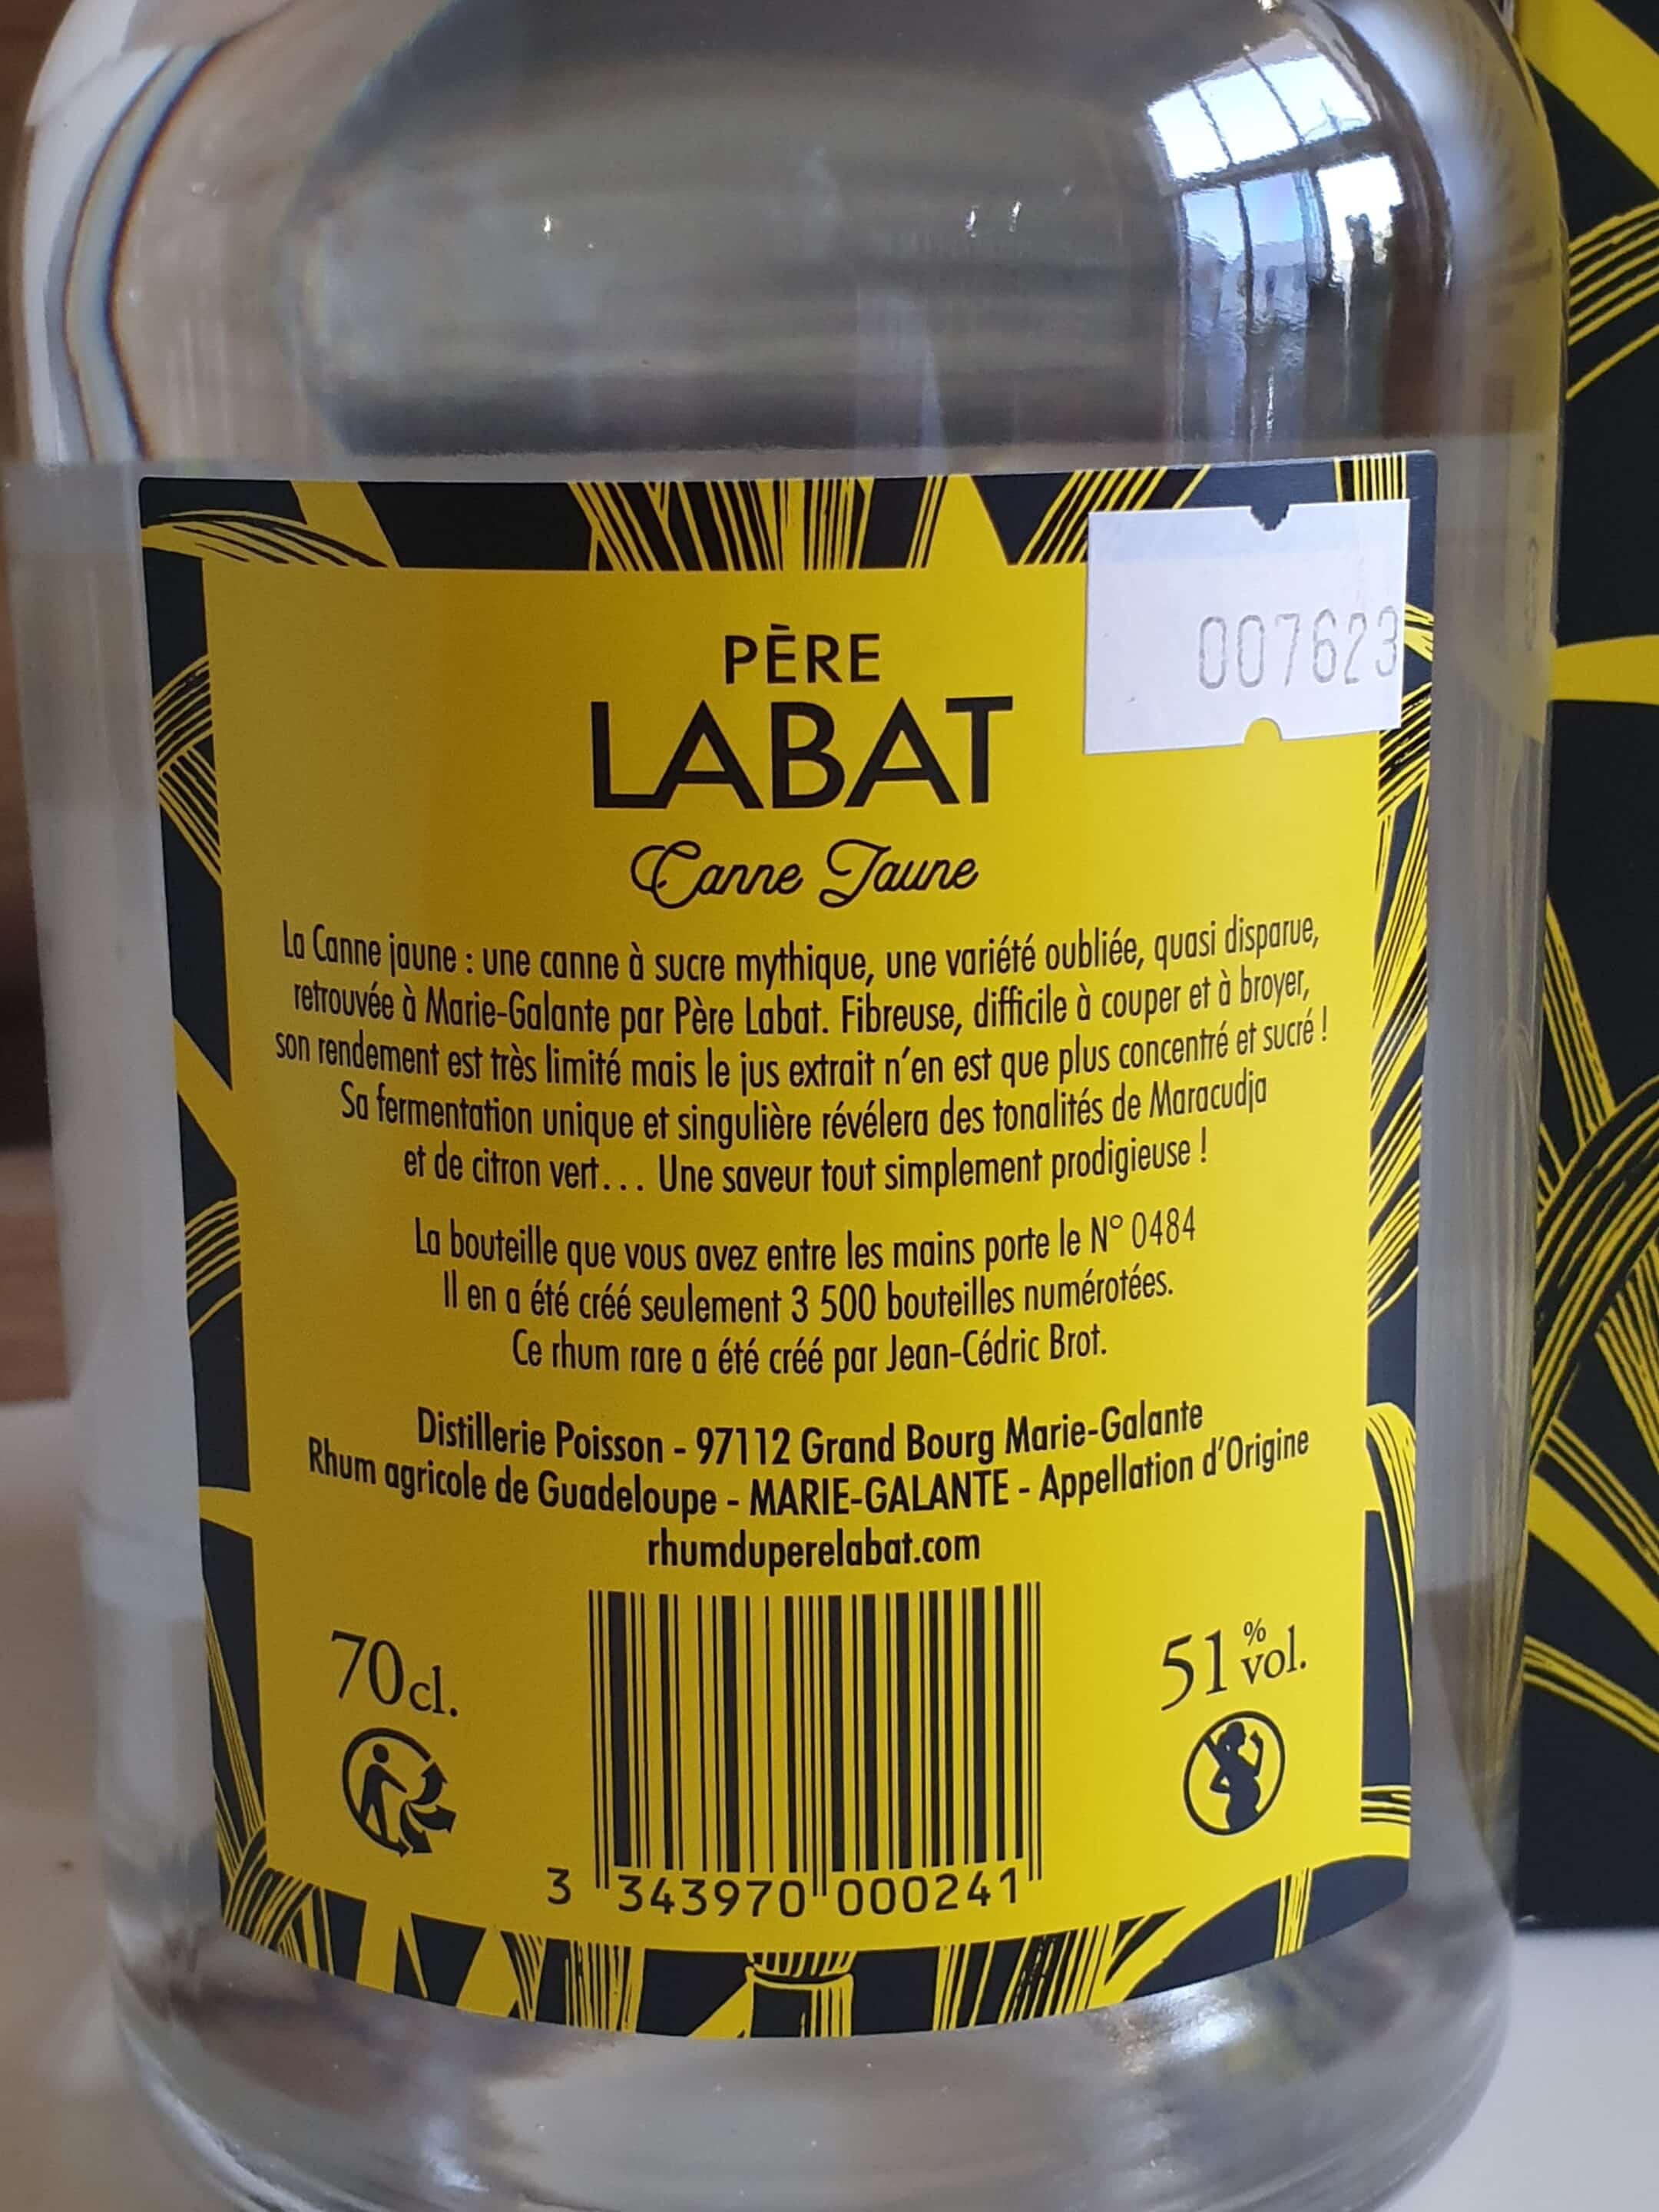 007623
PÈRE
LABAT
Canne Jaune
La Canne jaune : une canne à sucre mythique, une variété oubliée, quasi disparue,
retrouvée à Marie-Galante par Père Labat. Fibreuse, difficile à couper et à broyer,
son rendement est très limité mais le jus extrait n'en est que plus concentré et sucré !
Sa fermentation unique et singulière révélera des tonalités de Maracudja
et de citron vert... Une saveur tout simplement prodigieuse !
La bouteille que vous avez entre les mains porte le N° 0484
Il en a été créé seulement 3 500 bouteilles numérotées.
Ce rhum rare a été créé par Jean-Cédric Brot.
Distillerie Poisson - 97112 Grand Bourg Marie-Galante
Rhum agricole de Guadeloupe - MARIE-GALANTE - Appellation d'Origine
rhumduperelabat.com
70cl.
51 % vol.
3 343970 000241